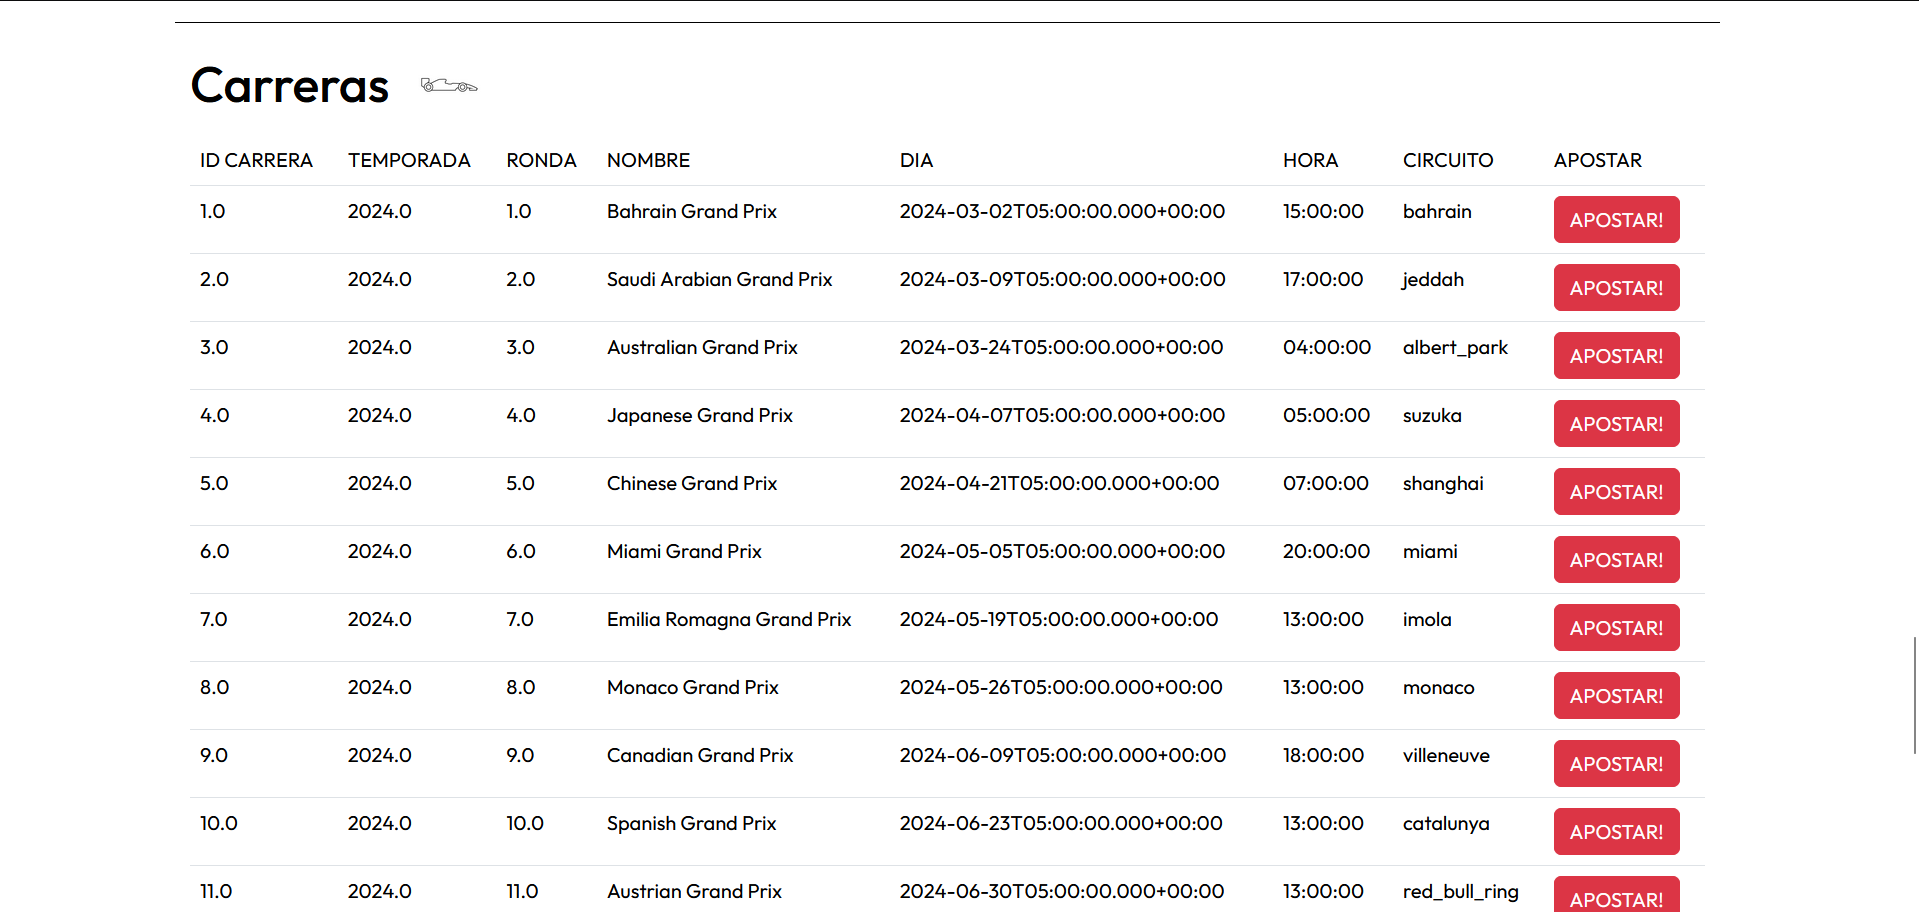 Carreras
ID CARRERA TEMPORADA RONDA NOMBRE DIA HORA CIRCUITO APOSTAR
1.0 2024.0 1.0 Bahrain Grand Prix 2024-03-02T05:00:00.000+00:00 15:00:00 bahrain APOSTAR!
2.0 2024.0 2.0 Saudi Arabian Grand Prix 2024-03-09T05:00:00.000+00:00 17:00:00 jeddah APOSTAR!
3.0 2024.0 3.0 Australian Grand Prix 2024-03-24T05:00:00.000+00:00 04:00:00 albert_park APOSTAR!
4.0 2024.0 4.0 Japanese Grand Prix 2024-04-07T05:00:00.000+00:00 05:00:00 suzuka APOSTAR!
5.0 2024.0 5.0 Chinese Grand Prix 2024-04-21T05:00:00.000+00:00 07:00:00 shanghai APOSTAR!
6.0 2024.0 6.0 Miami Grand Prix 2024-05-05T05:00:00.000+00:00 20:00:00 miami APOSTAR!
7.0 2024.0 7.0 Emilia Romagna Grand Prix 2024-05-19T05:00:00.000+00:00 13:00:00 imola APOSTAR!
8.0 2024.0 8.0 Monaco Grand Prix 2024-05-26T05:00:00.000+00:00 13:00:00 monaco APOSTAR!
9.0 2024.0 9.0 Canadian Grand Prix 2024-06-09T05:00:00.000+00:00 18:00:00 villeneuve APOSTAR!
10.0 2024.0 10.0 Spanish Grand Prix 2024-06-23T05:00:00.000+00:00 13:00:00 catalunya APOSTAR!
11.0 2024.0 11.0 Austrian Grand Prix 2024-06-30T05:00:00.000+00:00 13:00:00 red_bull_ring APOSTAR!